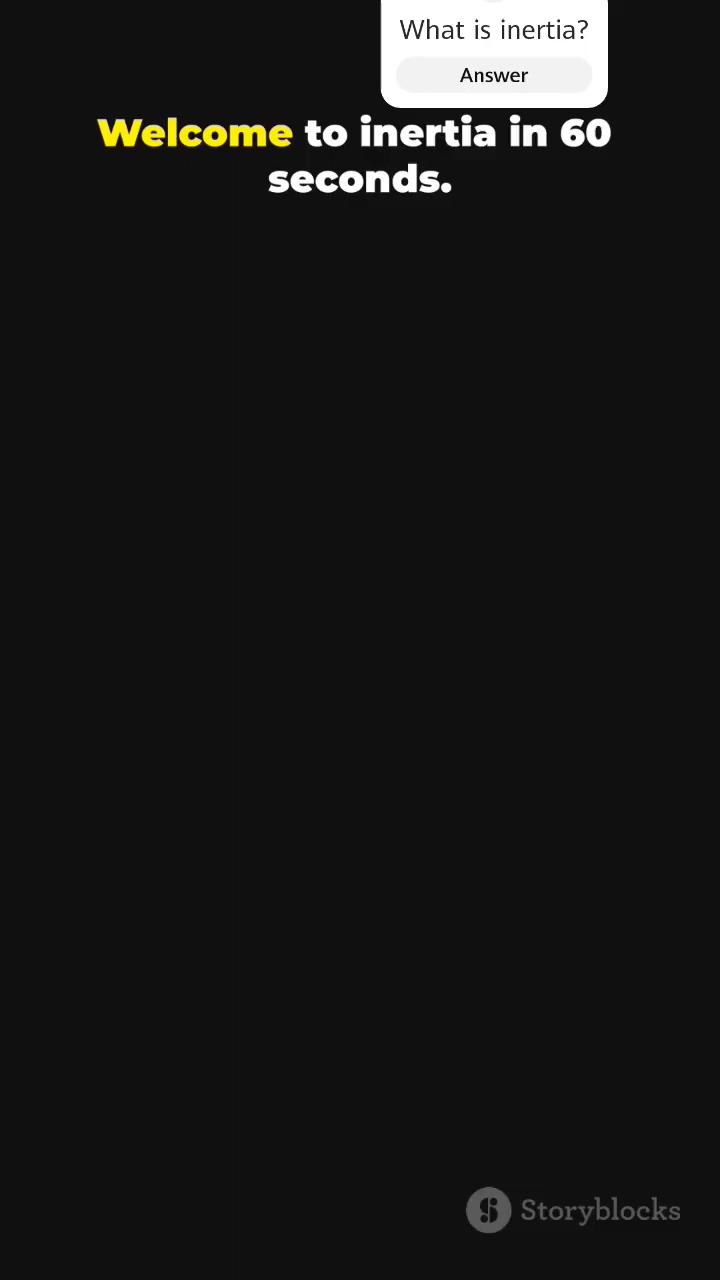 What is inertia?
Answer
Welcome to inertia in 60
seconds.
Storyblocks